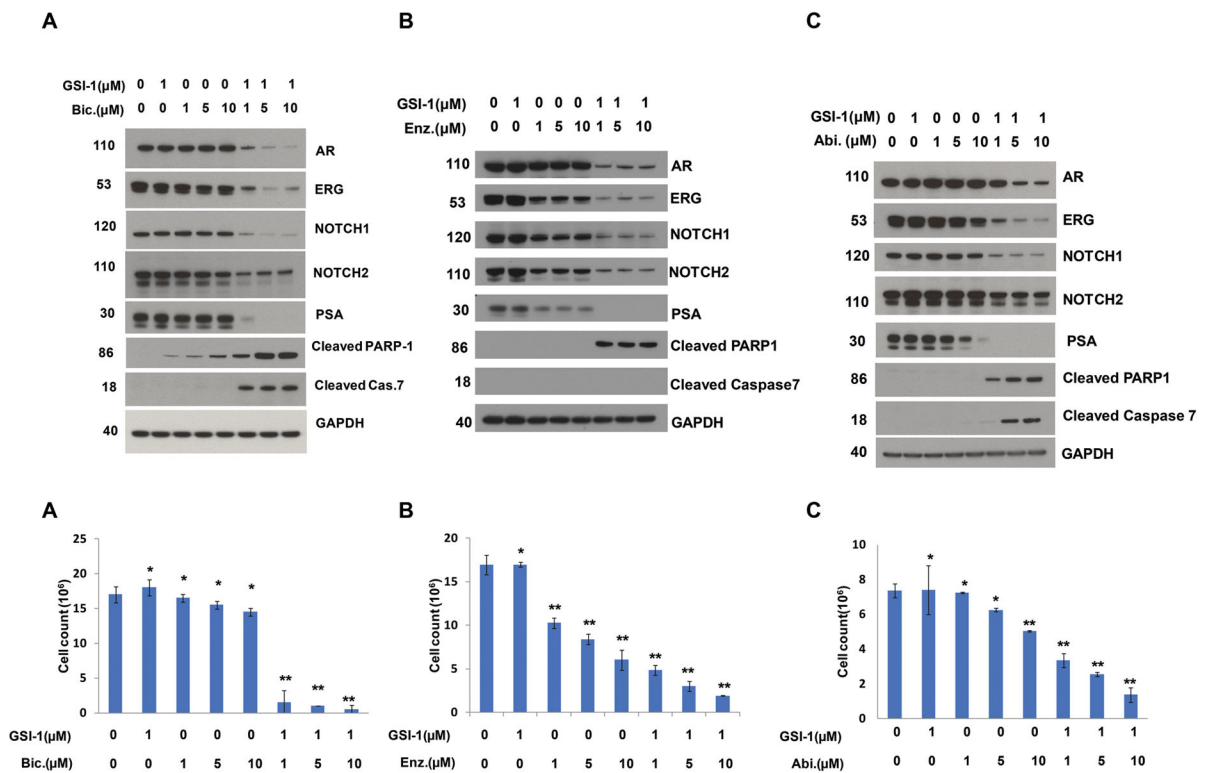 A
GSI-1(μM) 0 1 0 0 0 1 1 1
Bic.(μM) 0 0 1 5 10 1 5 10
110 AR
53 ERG
120 NOTCH1
110 NOTCH2
30 PSA
86 Cleaved PARP-1
18 Cleaved Cas.7
40 GAPDH
B
GSI-1(μM) 0 1 0 0 0 1 1 1
Enz.(μM) 0 0 1 5 10 1 5 10
110 AR
53 ERG
120 NOTCH1
110 NOTCH2
30 PSA
86 Cleaved PARP1
18 Cleaved Caspase7
40 GAPDH
C
GSI-1(μM) 0 1 0 0 0 1 1 1
Abi. (μM) 0 0 1 5 10 1 5 10
110 AR
53 ERG
120 NOTCH1
110 NOTCH2
30 PSA
86 Cleaved PARP1
18 Cleaved Caspase 7
40 GAPDH
A
Cell count (10⁶)
25
20
15
10
5
0
* * * * ** ** **
GSI-1(μM) 0 1 0 0 0 1 1 1
Bic.(μM) 0 0 1 5 10 1 5 10
B
Cell count (10⁶)
20
15
10
5
0
* ** ** ** ** ** **
GSI-1(μM) 0 1 0 0 0 1 1 1
Enz.(μM) 0 0 1 5 10 1 5 10
C
Cell count(10⁶)
10
8
6
4
2
0
* * * ** ** ** **
GSI-1(μM) 0 1 0 0 0 1 1 1
Abi.(μM) 0 0 1 5 10 1 5 10